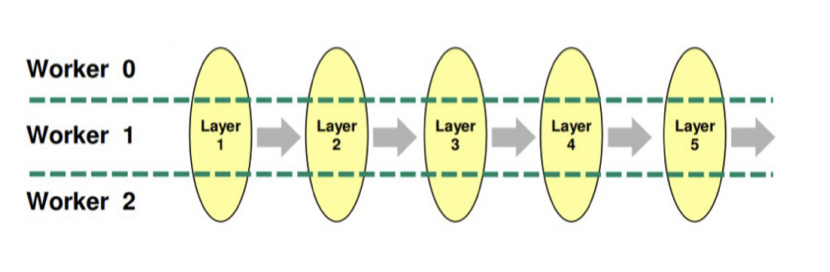 Worker 0
Layer
1
Layer
2
Layer
3
Layer
4
Layer
5
Worker 1
Worker 2